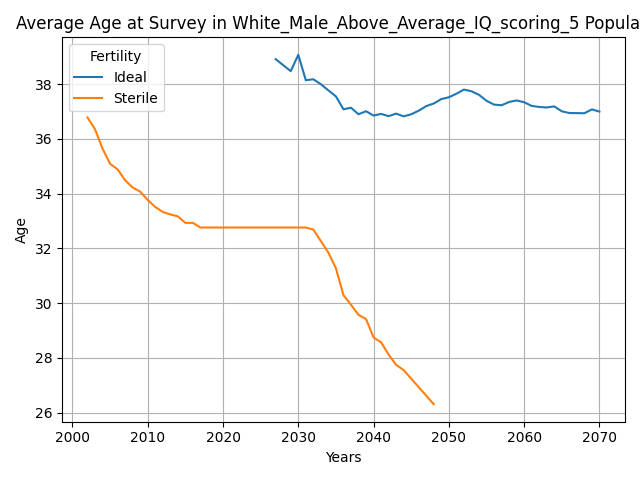 Average Age at Survey in White_Male_Above_Average_IQ_scoring_5 Popula
Fertility
Ideal
Sterile
38
36
34
32
30
28
26
Age
2000 2010 2020 2030 2040 2050 2060 2070
Years